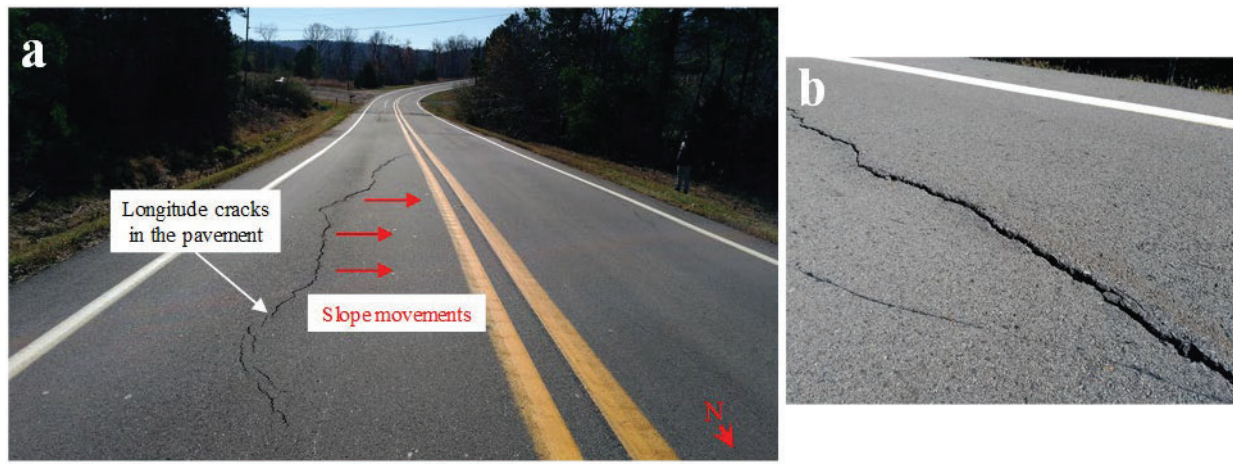 a
Longitude cracks
in the pavement
Slope movements
N
b